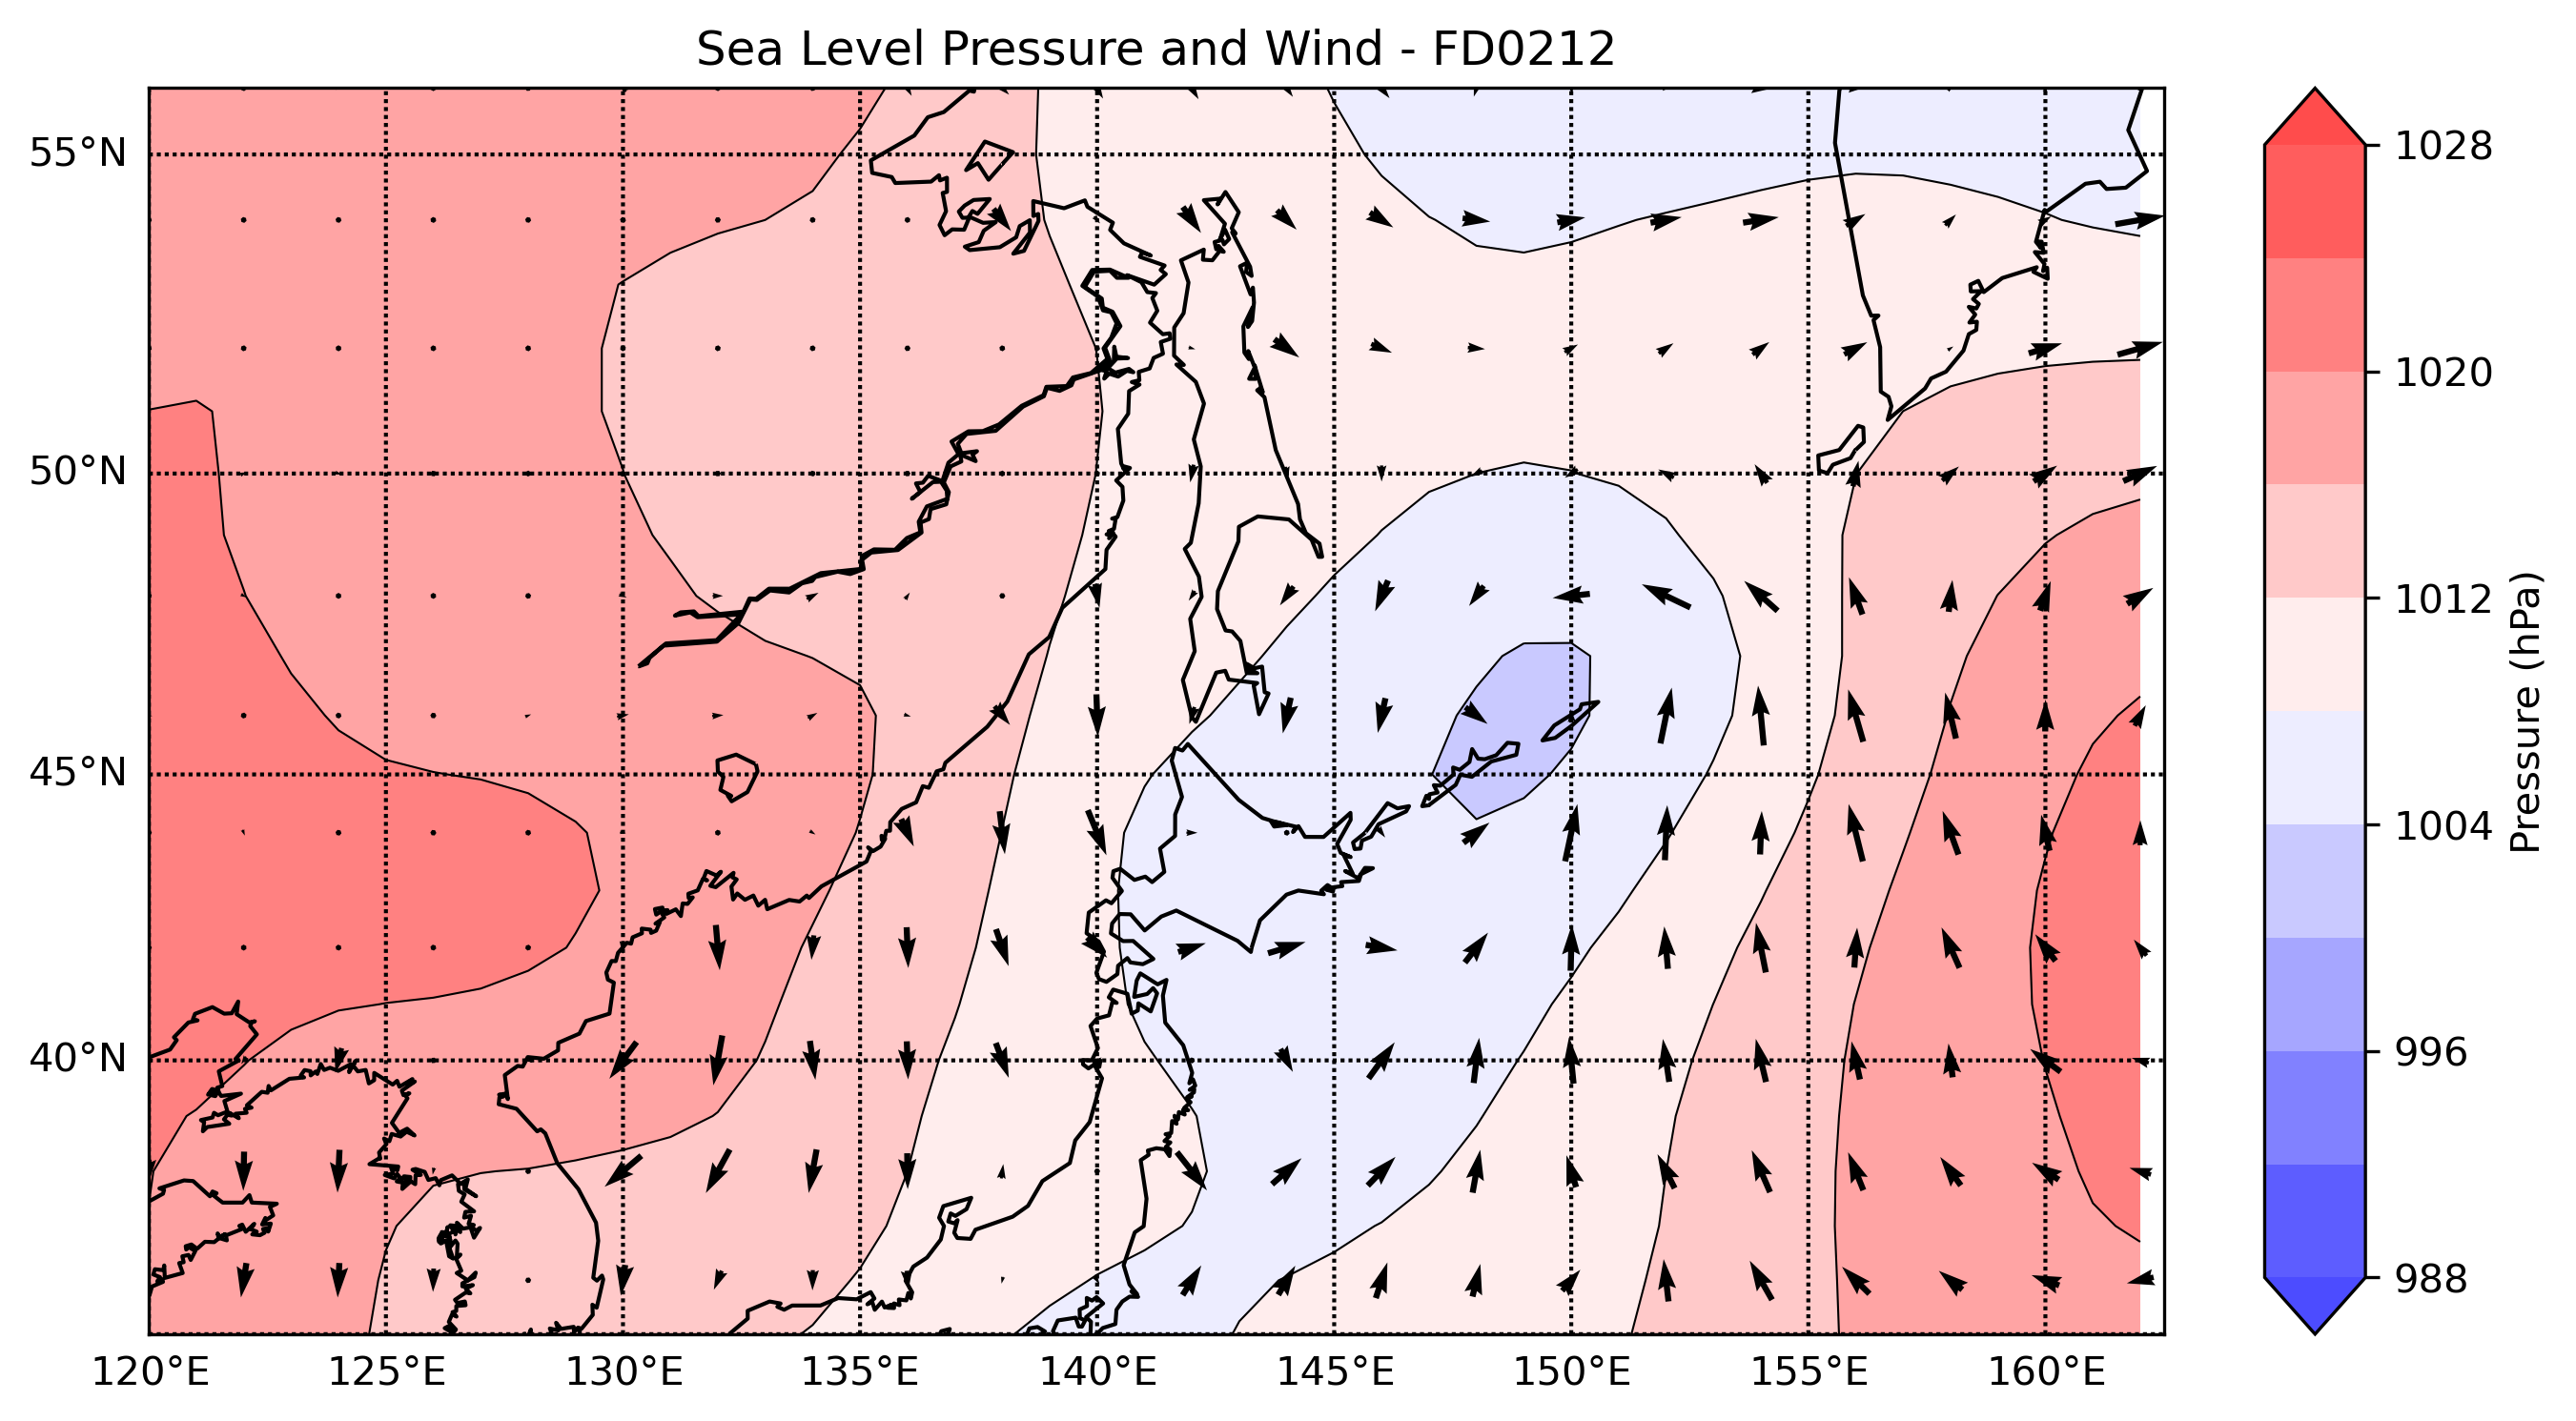 Sea Level Pressure and Wind - FD0212
55°N
50°N
45°N
40°N
120°E 125°E 130°E 135°E 140°E 145°E 150°E 155°E 160°E
1028
1020
1012
1004
996
988
Pressure (hPa)